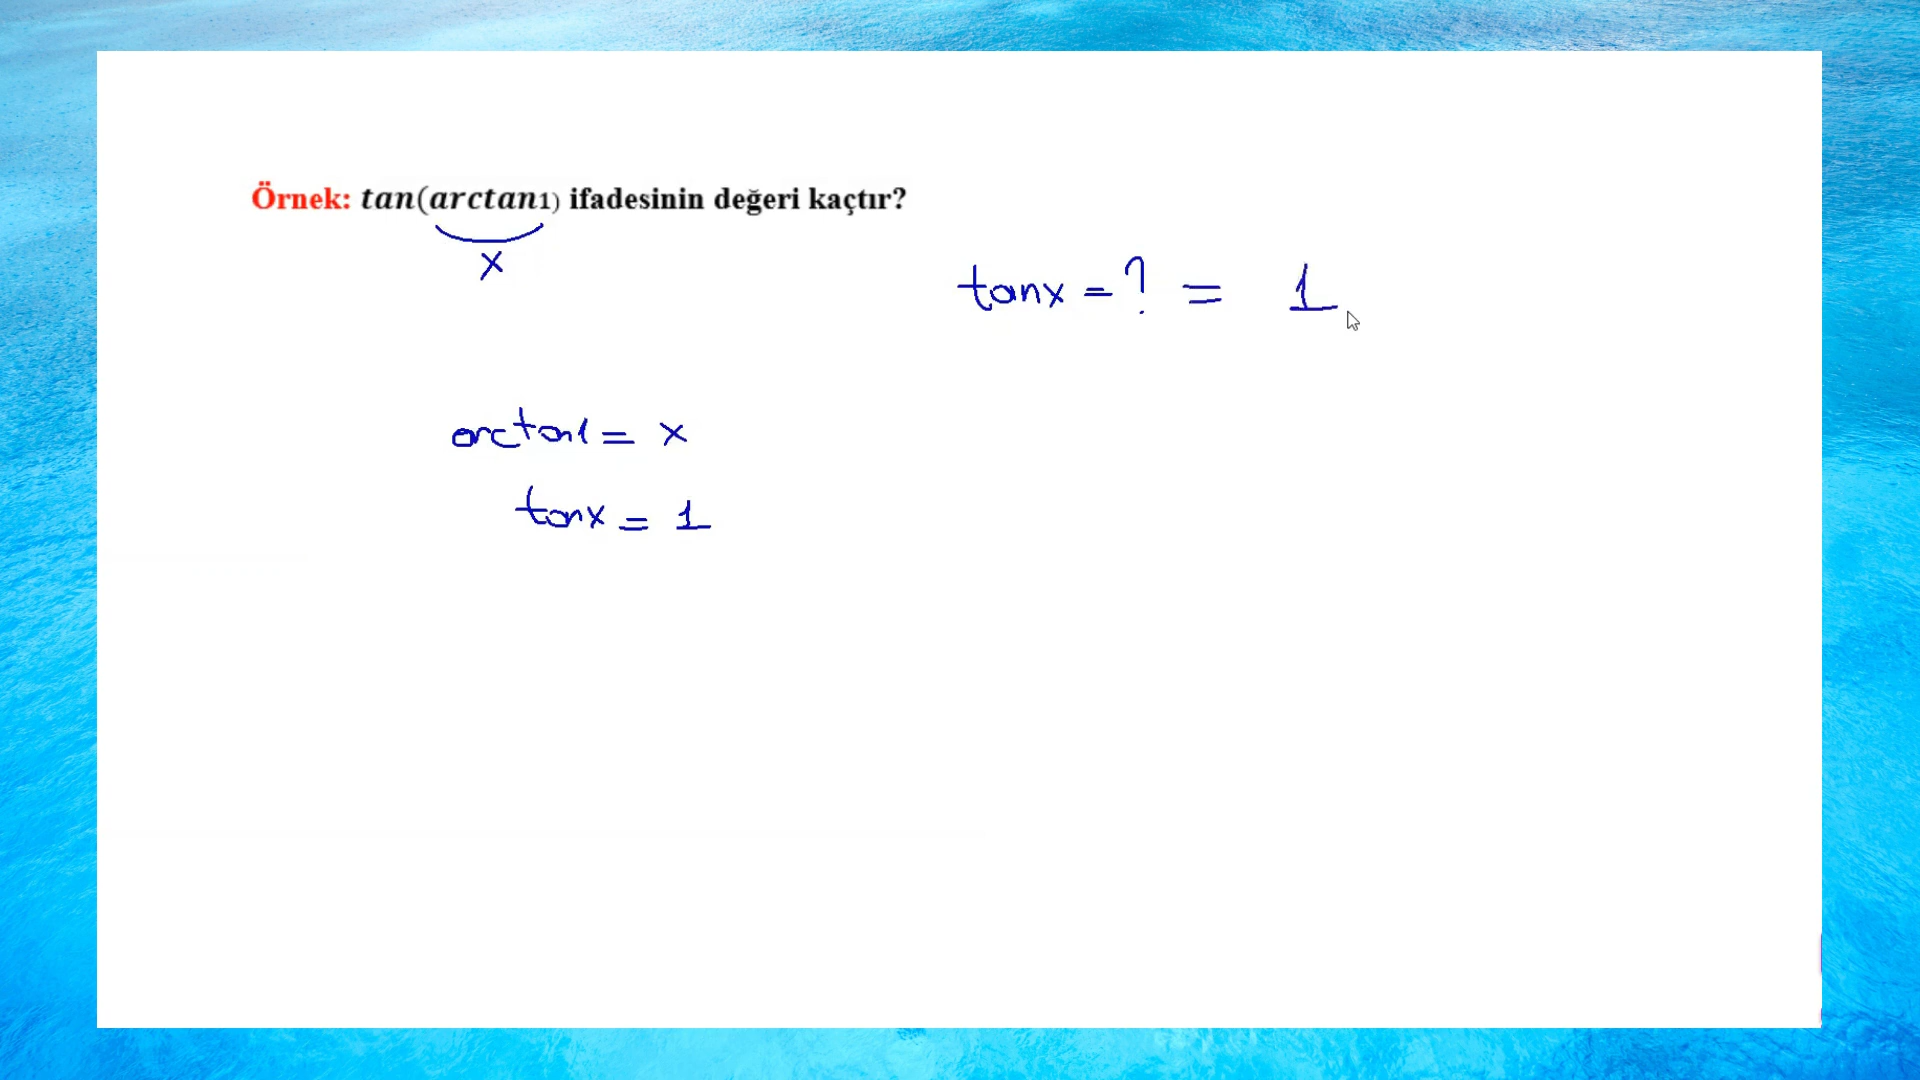 Örnek: tan(arctan1) ifadesinin değeri kaçtır?
x
tanx = ? = 1
arctan1 = x
tanx = 1